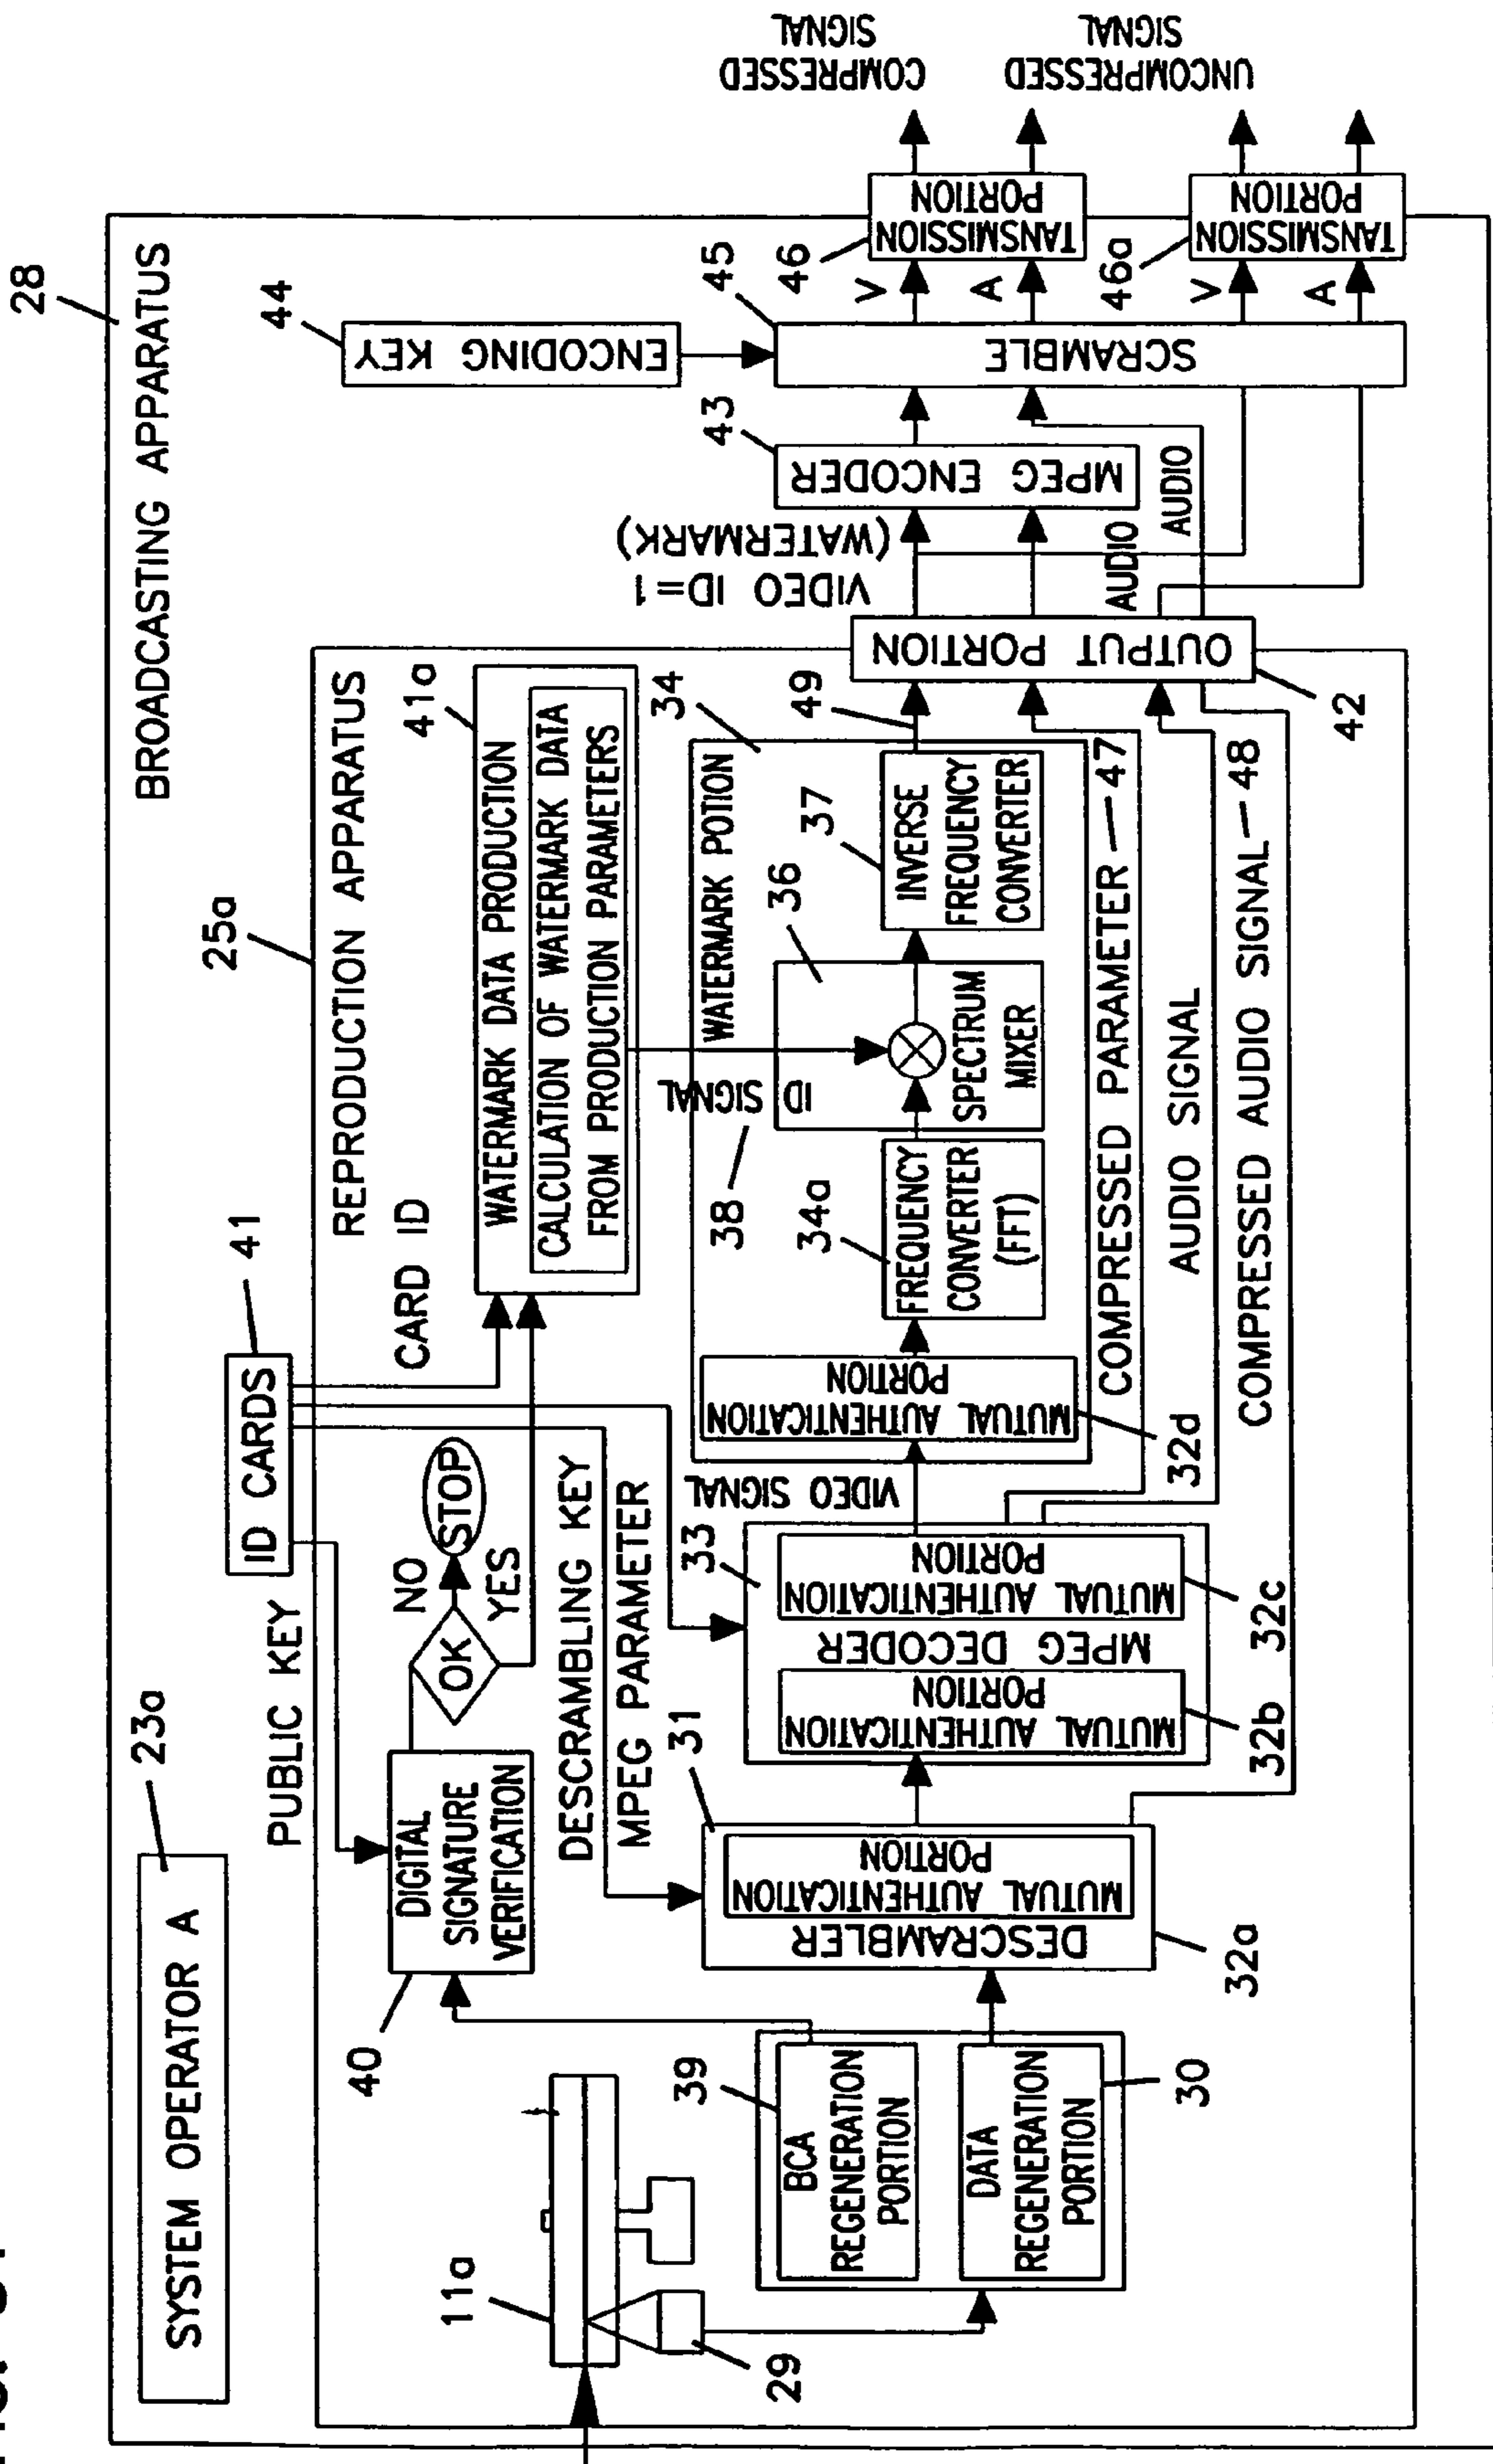 28
BROADCASTING APPARATUS
23a
SYSTEM OPERATOR A
25a
REPRODUCTION APPARATUS
41
ID CARDS
PUBLIC KEY
CARD ID
44
ENCODING KEY
11a
29
40
DIGITAL
SIGNATURE
VERIFICATION
OK
NO
STOP
YES
41a
WATERMARK DATA PRODUCTION
CALCULATION OF WATERMARK DATA
FROM PRODUCTION PARAMETERS
DESCRAMBLING KEY
MPEG PARAMETER
39
BCA
REGENERATION
PORTION
DATA
REGENERATION
PORTION
30
31
DESCRAMBLER
MUTUAL AUTHENTICATION
PORTION
32a
33
MUTUAL AUTHENTICATION
PORTION
MPEG DECODER
MUTUAL AUTHENTICATION
PORTION
32b
32c
VIDEO SIGNAL
34
WATERMARK POTION
MUTUAL AUTHENTICATION
PORTION
32d
34a
FREQUENCY
CONVERTER
(FFT)
38
ID SIGNAL
36
SPECTRUM
MIXER
37
INVERSE
FREQUENCY
CONVERTER
49
COMPRESSED PARAMETER
47
AUDIO SIGNAL
COMPRESSED AUDIO SIGNAL
48
OUTPUT PORTION
42
VIDEO ID=1
(WATERMARK)
AUDIO
AUDIO
43
MPEG ENCODER
45
SCRAMBLE
V
A
V
A
46
TANSMISSION
PORTION
46a
TANSMISSION
PORTION
COMPRESSED
SIGNAL
UNCOMPRESSED
SIGNAL